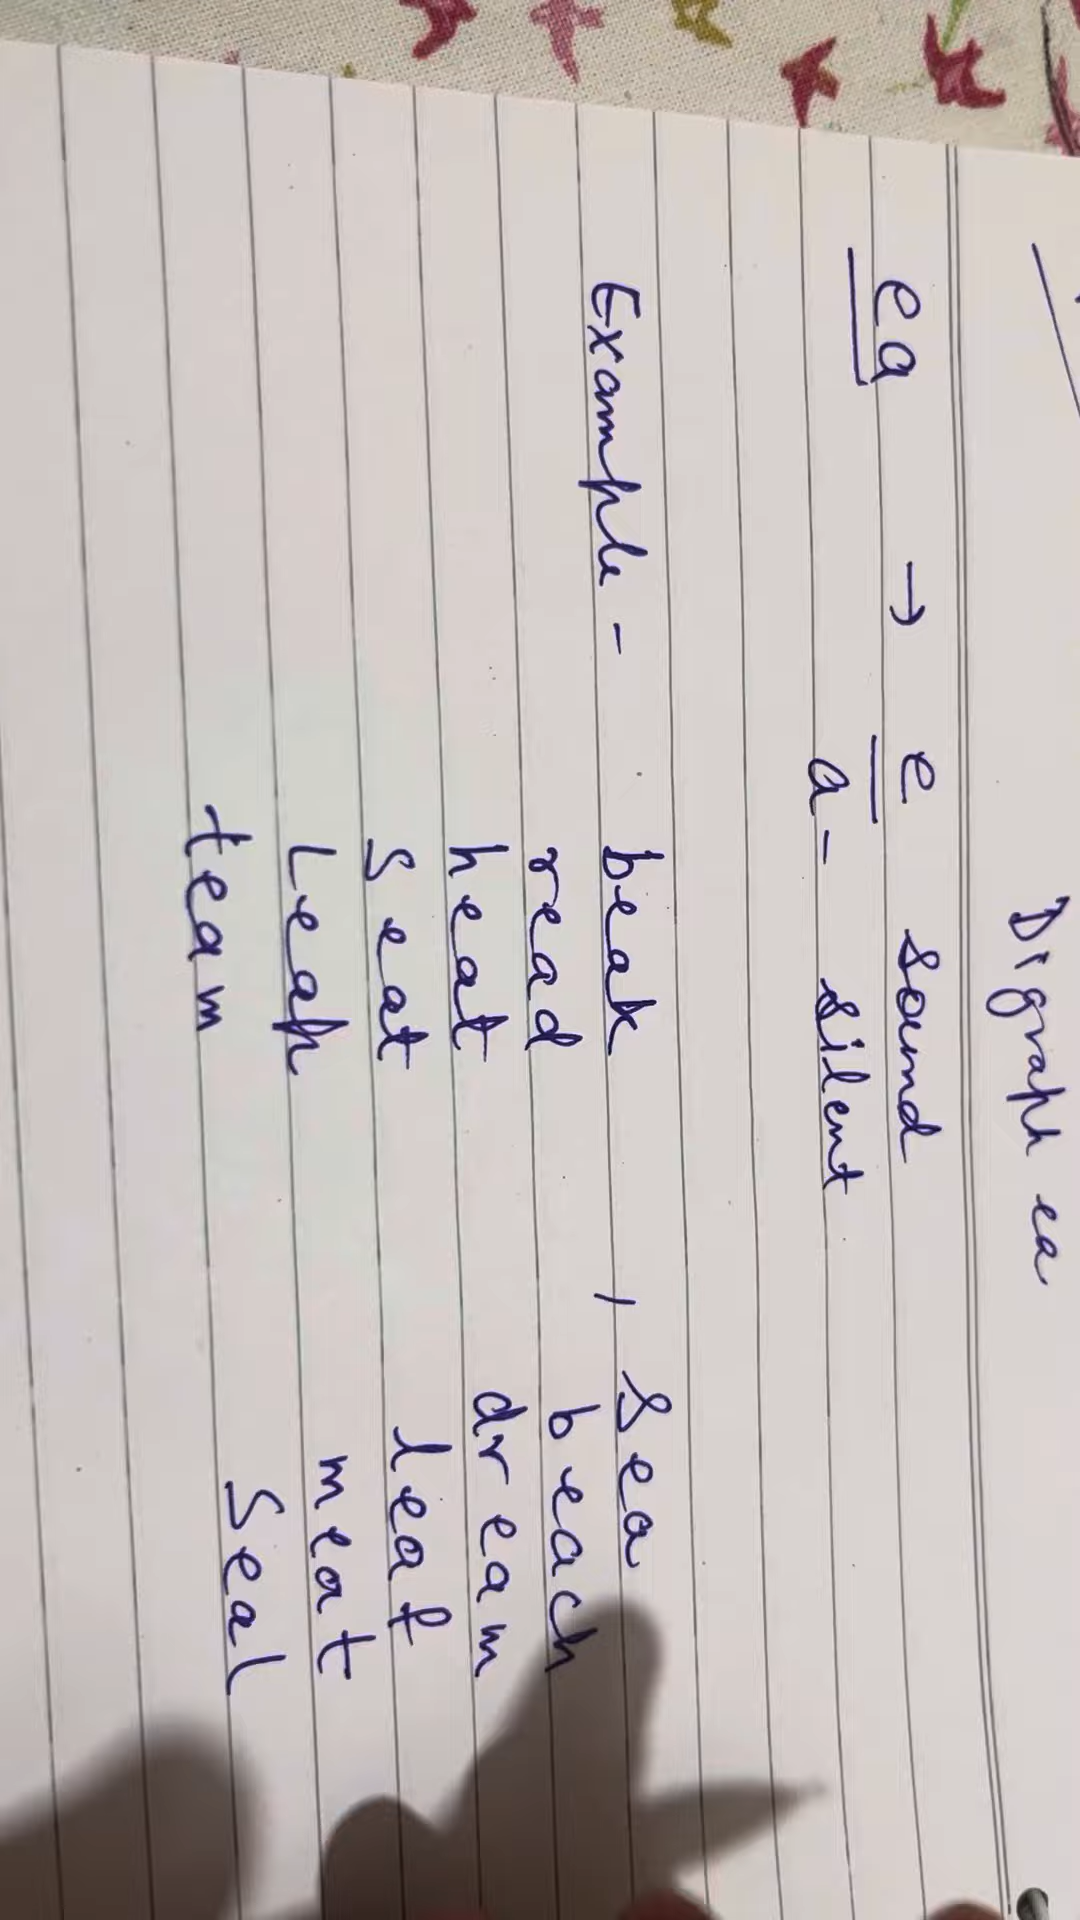 Digraph ea
ea → e sound
a - silent
Example - beak , sea
read beach
heat dream
Seat leaf
Leap meat
team Seal